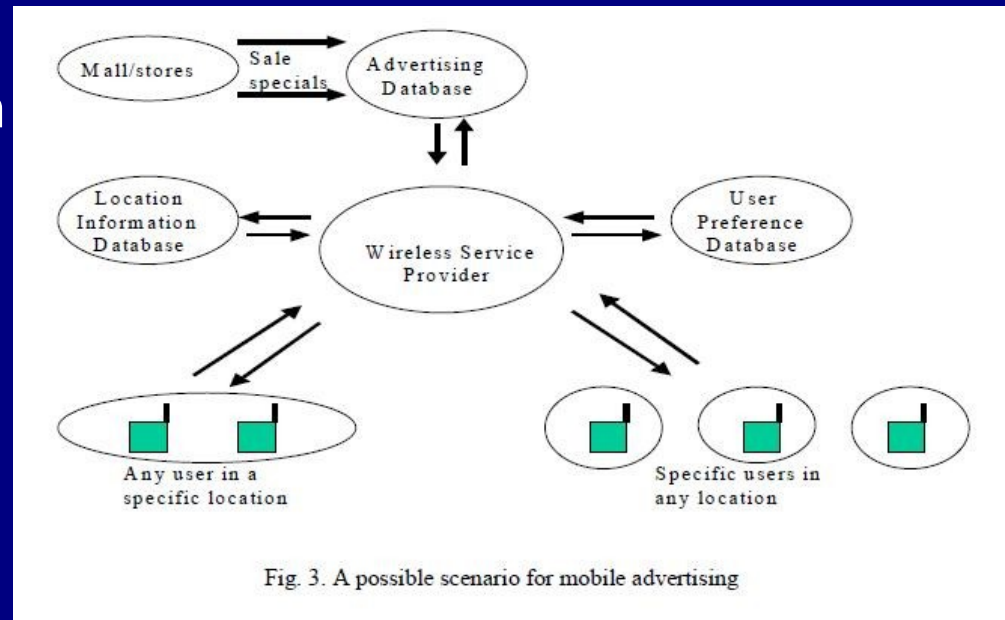 Mall/stores
Sale
specials
Advertising
Database
Location
Information
Database
Wireless Service
Provider
User
Preference
Database
Any user in a
specific location
Specific users in
any location
Fig. 3. A possible scenario for mobile advertising